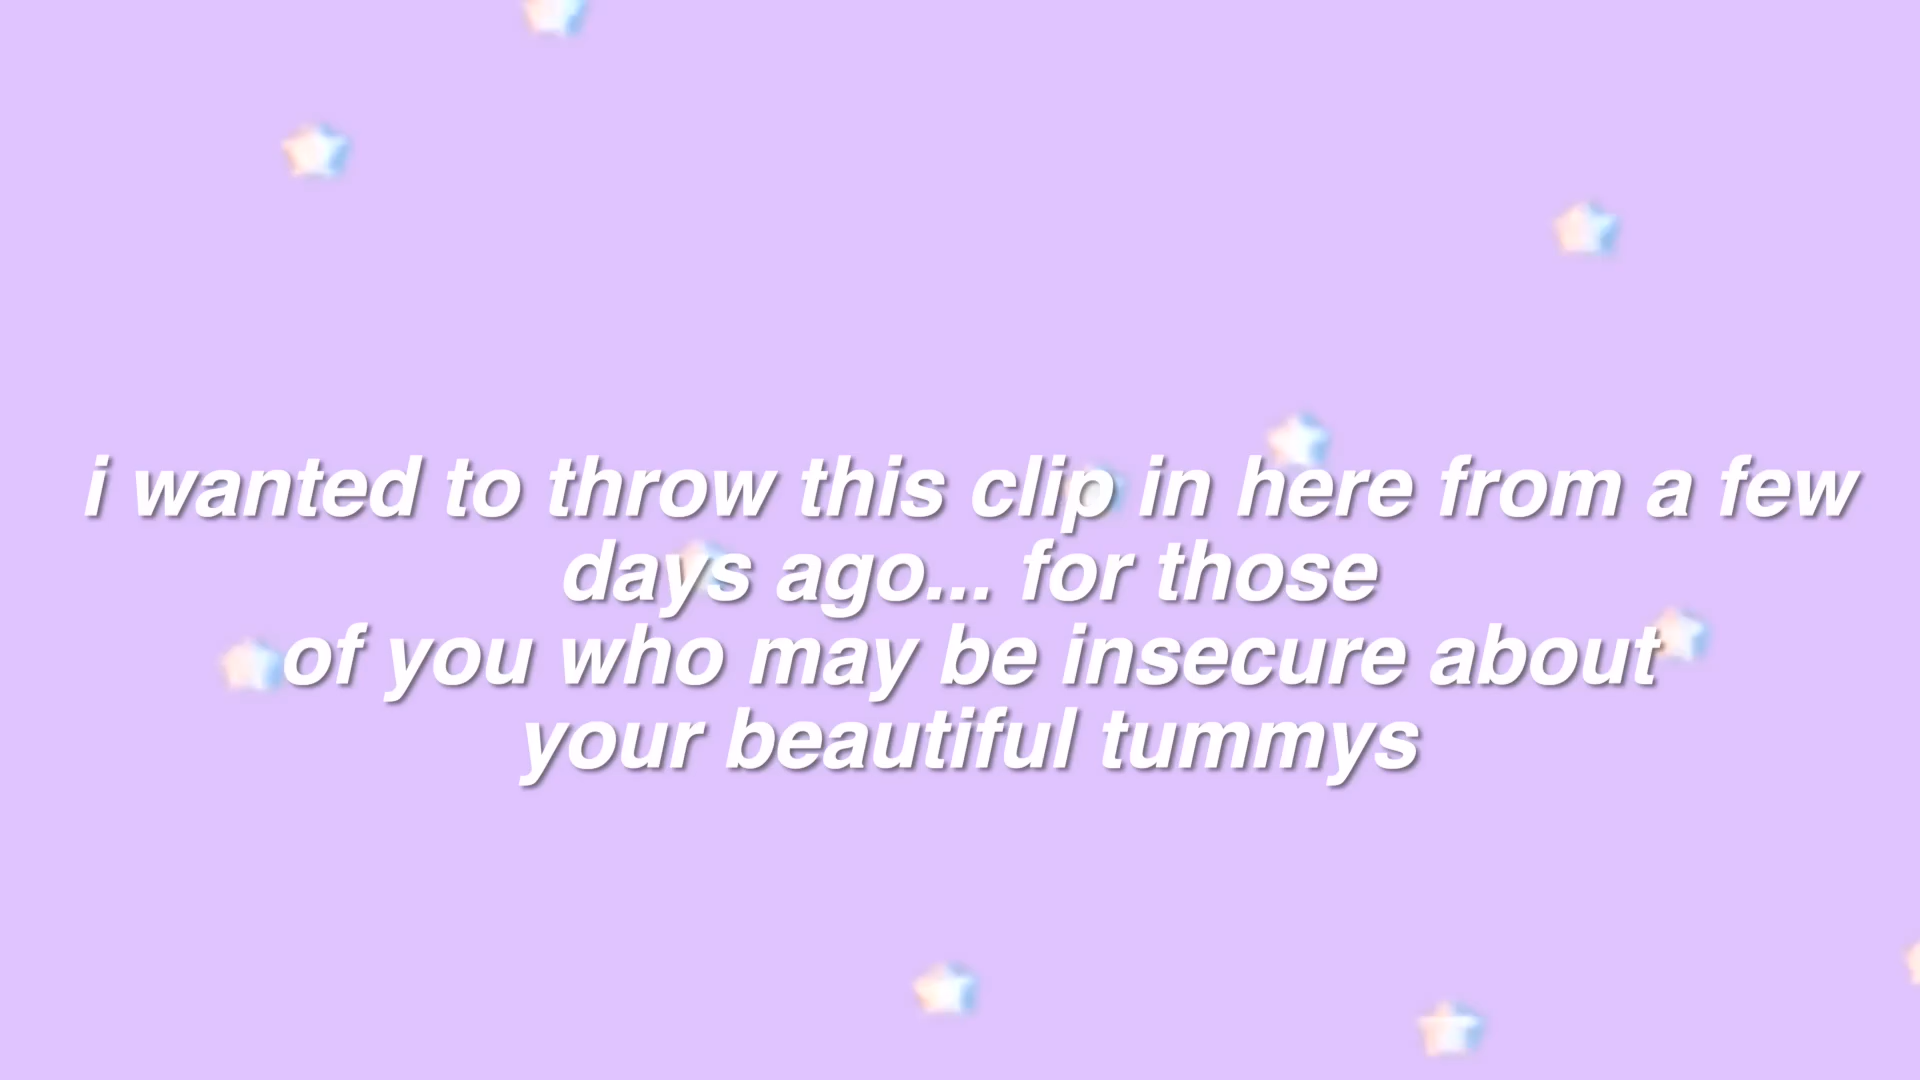 i wanted to throw this clip in here from a few
days ago... for those
of you who may be insecure about
your beautiful tummys